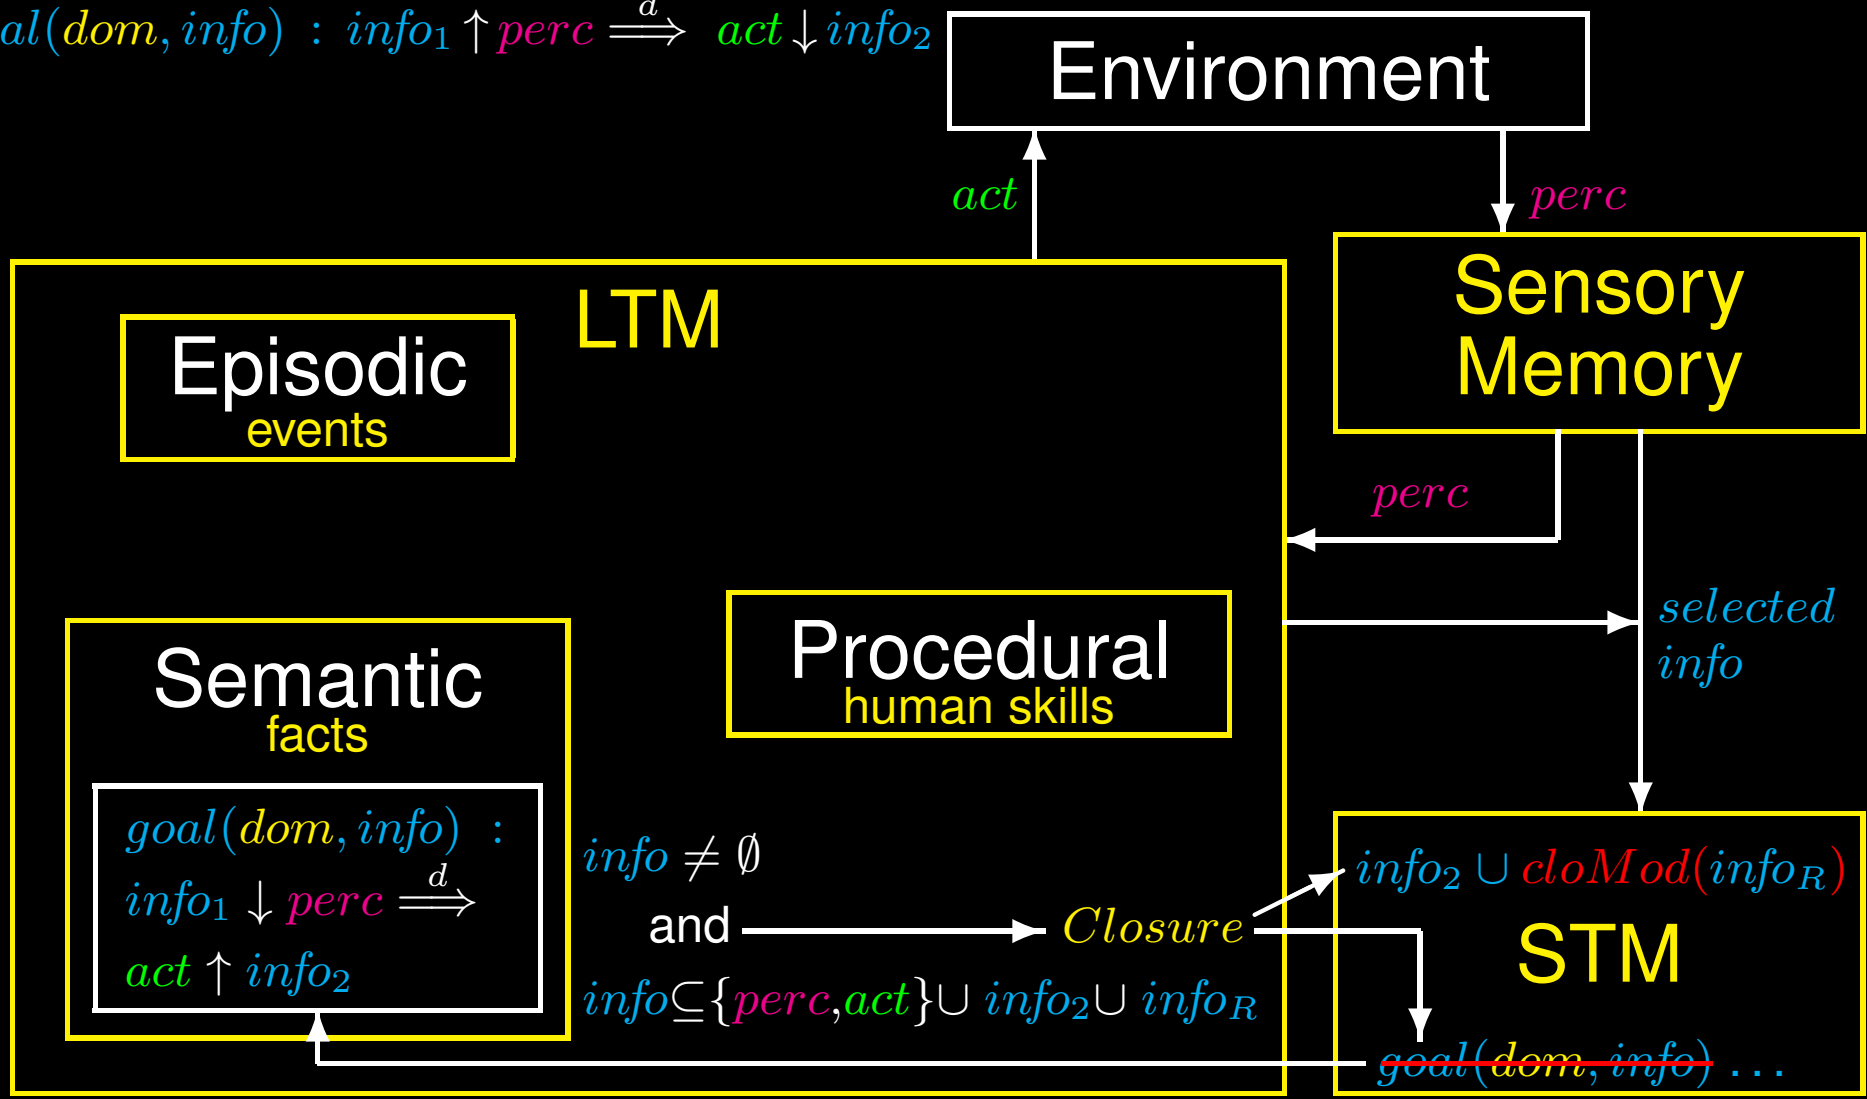 al(dom, info) : info₁ ↑ perc ⟹ᵈ act ↓ info₂
Environment
act
perc
LTM
Sensory
Memory
Episodic
events
perc
selected
info
Procedural
human skills
Semantic
facts
goal(dom, info) :
info₁ ↓ perc ⟹ᵈ
act ↑ info₂
info ≠ ∅
and
Closure
info⊆{perc,act}∪ info₂∪ info_R
info₂ ∪ cloMod(info_R)
STM
goal(dom, info) ...